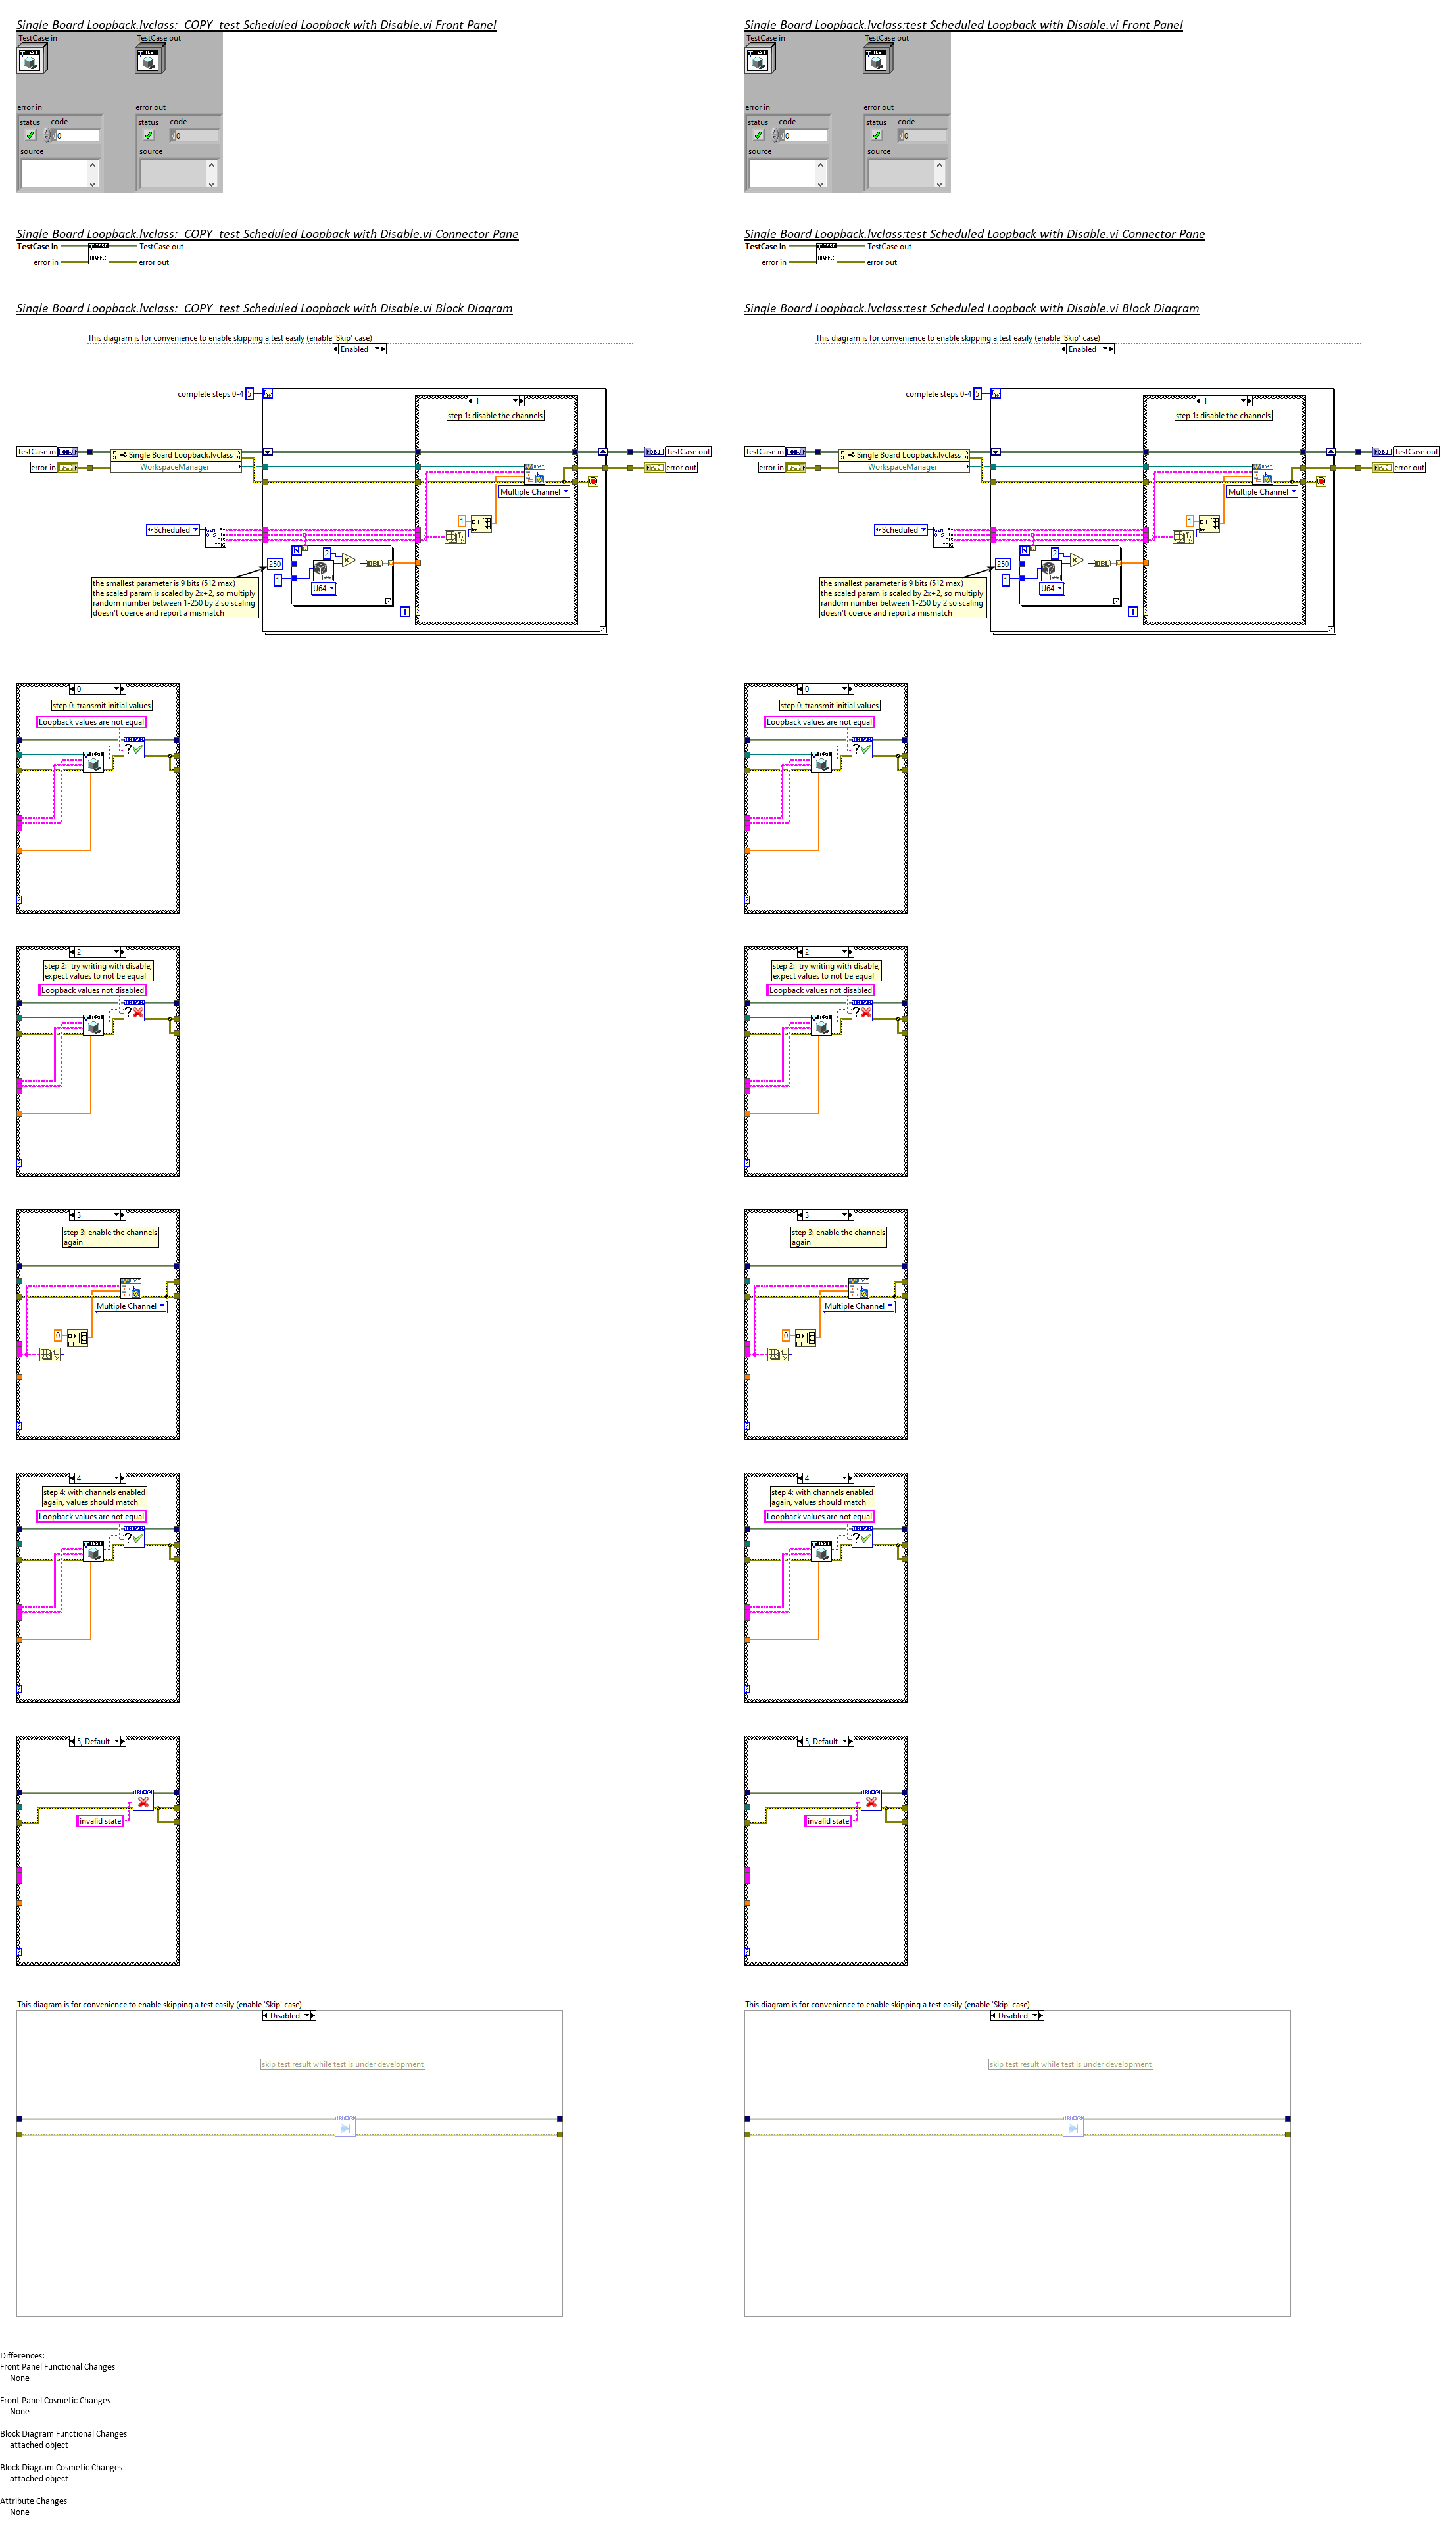 Single Board Loopback.lvclass:  COPY  test Scheduled Loopback with Disable.vi Front Panel
TestCase in
TestCase out
TEST
TEST
error in
error out
status
code
0
status
code
0
source
source
Single Board Loopback.lvclass:  COPY  test Scheduled Loopback with Disable.vi Connector Pane
TestCase in
TestCase out
TEST
EXAMPLE
error in
error out
Single Board Loopback.lvclass:  COPY  test Scheduled Loopback with Disable.vi Block Diagram
This diagram is for convenience to enable skipping a test easily (enable 'Skip' case)
Enabled
complete steps 0-4
5
1
step 1: disable the channels
TestCase in
OBJ
Single Board Loopback.lvclass
OBJ
TestCase out
error in
WorkspaceManager
error out
Multiple Channel
1
Scheduled
N
2
250
DBL
1
U64
the smallest parameter is 9 bits (512 max)
the scaled param is scaled by 2x+2, so multiply
random number between 1-250 by 2 so scaling
doesn't coerce and report a mismatch
i
0
step 0: transmit initial values
Loopback values are not equal
TEST
2
step 2:  try writing with disable,
expect values to not be equal
Loopback values not disabled
TEST
3
step 3: enable the channels
again
Multiple Channel
0
4
step 4: with channels enabled
again, values should match
Loopback values are not equal
TEST
5, Default
invalid state
This diagram is for convenience to enable skipping a test easily (enable 'Skip' case)
Disabled
skip test result while test is under development
Single Board Loopback.lvclass:test Scheduled Loopback with Disable.vi Front Panel
TestCase in
TestCase out
TEST
TEST
error in
error out
status
code
0
status
code
0
source
source
Single Board Loopback.lvclass:test Scheduled Loopback with Disable.vi Connector Pane
TestCase in
TestCase out
TEST
EXAMPLE
error in
error out
Single Board Loopback.lvclass:test Scheduled Loopback with Disable.vi Block Diagram
This diagram is for convenience to enable skipping a test easily (enable 'Skip' case)
Enabled
complete steps 0-4
5
1
step 1: disable the channels
TestCase in
OBJ
Single Board Loopback.lvclass
OBJ
TestCase out
error in
WorkspaceManager
error out
Multiple Channel
1
Scheduled
N
2
250
DBL
1
U64
the smallest parameter is 9 bits (512 max)
the scaled param is scaled by 2x+2, so multiply
random number between 1-250 by 2 so scaling
doesn't coerce and report a mismatch
i
0
step 0: transmit initial values
Loopback values are not equal
TEST
2
step 2:  try writing with disable,
expect values to not be equal
Loopback values not disabled
TEST
3
step 3: enable the channels
again
Multiple Channel
0
4
step 4: with channels enabled
again, values should match
Loopback values are not equal
TEST
5, Default
invalid state
This diagram is for convenience to enable skipping a test easily (enable 'Skip' case)
Disabled
skip test result while test is under development
Differences:
Front Panel Functional Changes
None
Front Panel Cosmetic Changes
None
Block Diagram Functional Changes
attached object
Block Diagram Cosmetic Changes
attached object
Attribute Changes
None